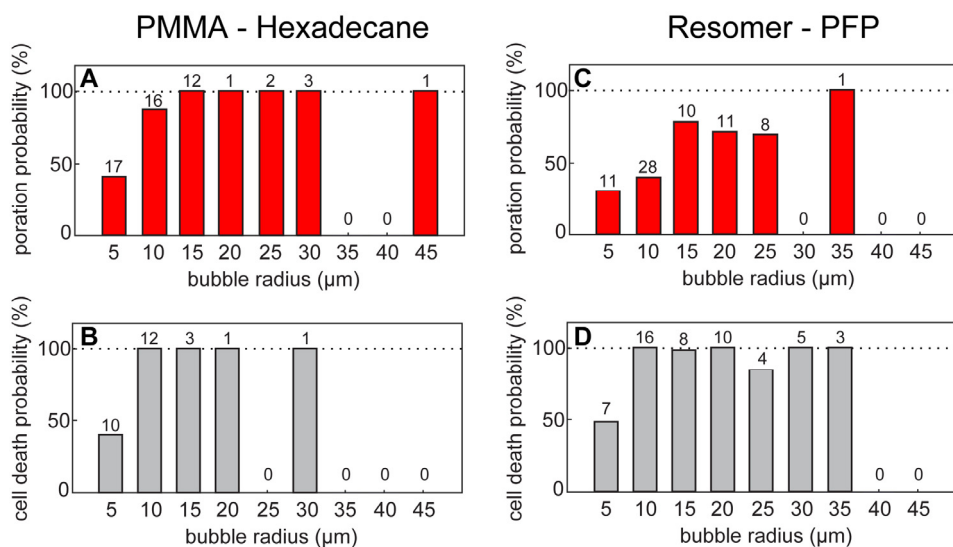 PMMA - Hexadecane
A
poration probability (%)
100
50
0
17 16 12 1 2 3 0 0 1
5 10 15 20 25 30 35 40 45
bubble radius (µm)
B
cell death probability (%)
100
50
0
10 12 3 1 0 1 0 0 0
5 10 15 20 25 30 35 40 45
bubble radius (µm)
Resomer - PFP
C
poration probability (%)
100
50
0
11 28 10 11 8 0 1 0 0
5 10 15 20 25 30 35 40 45
bubble radius (µm)
D
cell death probability (%)
100
50
0
7 16 8 10 4 5 3 0 0
5 10 15 20 25 30 35 40 45
bubble radius (µm)